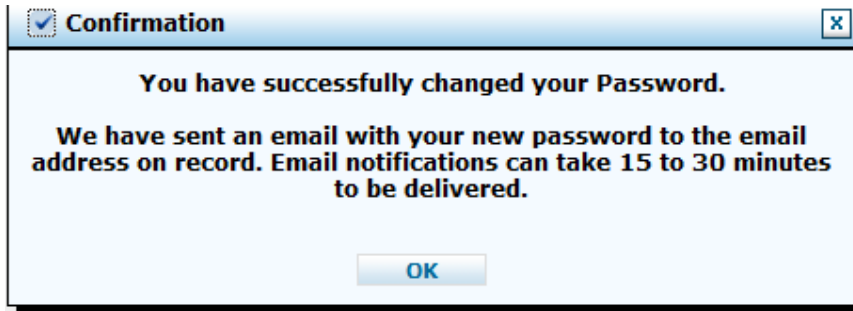 Confirmation
You have successfully changed your Password.
We have sent an email with your new password to the email
address on record. Email notifications can take 15 to 30 minutes
to be delivered.
OK